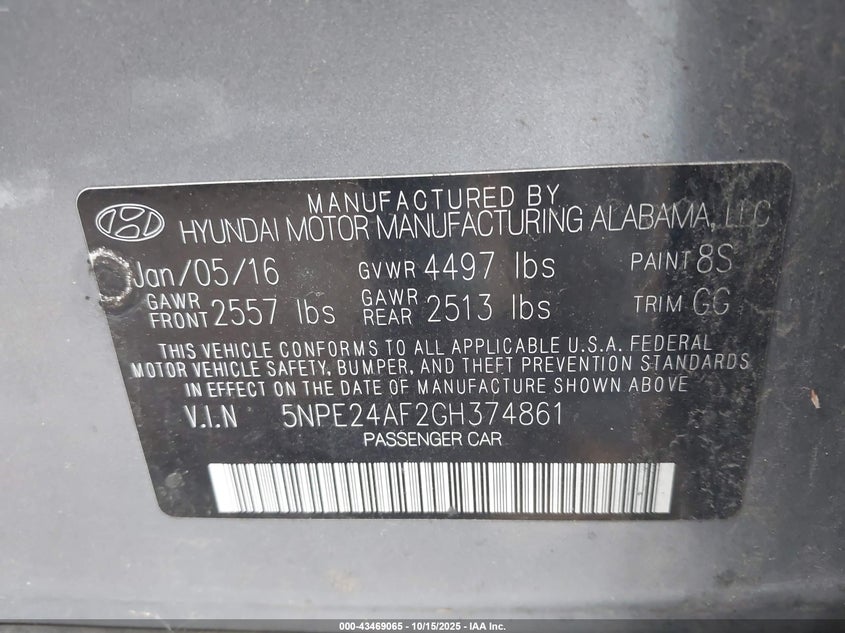 MANUFACTURED BY
HYUNDAI MOTOR MANUFACTURING ALABAMA, LLC
Jan/05/16 GVWR 4497 lbs PAINT 8S
GAWR FRONT 2557 lbs GAWR REAR 2513 lbs TRIM GG
THIS VEHICLE CONFORMS TO ALL APPLICABLE U.S.A. FEDERAL
MOTOR VEHICLE SAFETY, BUMPER, AND THEFT PREVENTION STANDARDS
IN EFFECT ON THE DATE OF MANUFACTURE SHOWN ABOVE
V.I.N 5NPE24AF2GH374861
PASSENGER CAR
000-43469065 - 10/15/2025 - IAA Inc.